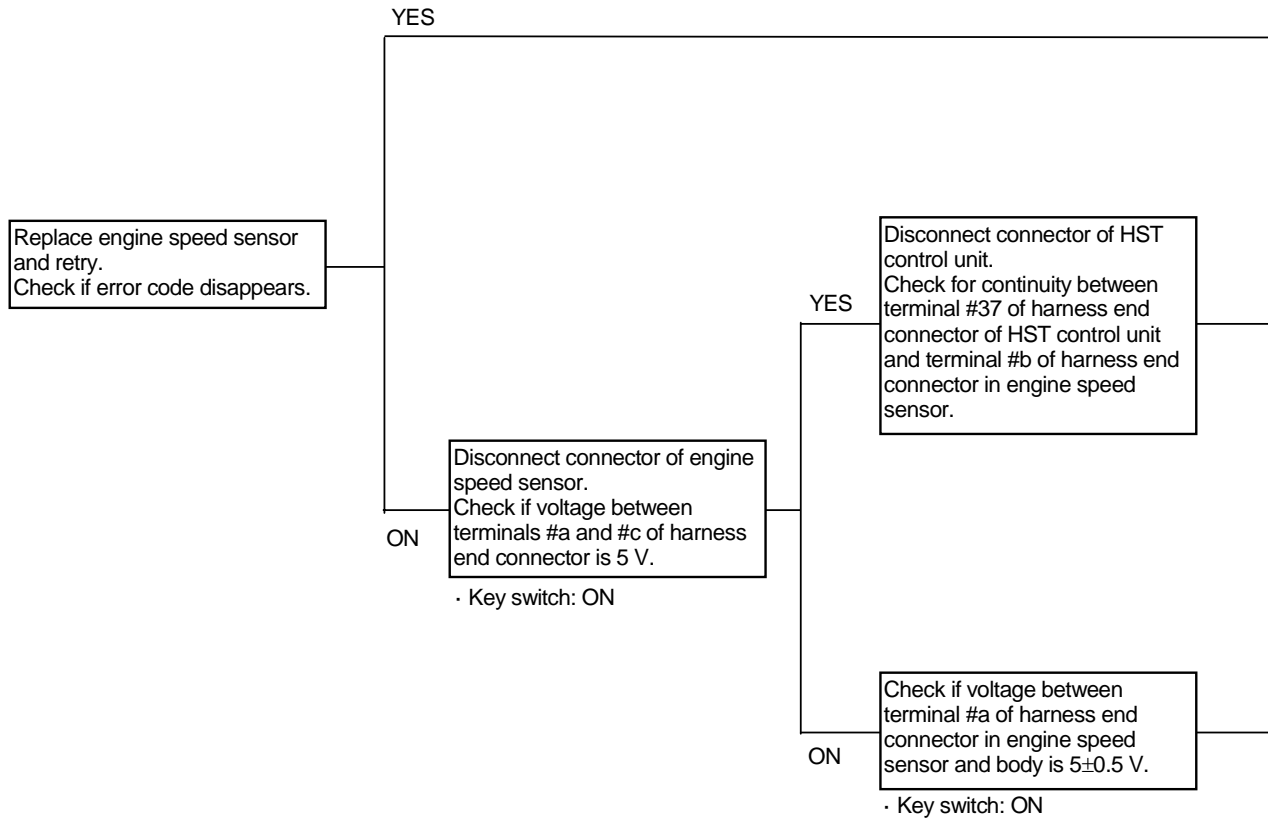 YES
Replace engine speed sensor
and retry.
Check if error code disappears.
ON
Disconnect connector of engine
speed sensor.
Check if voltage between
terminals #a and #c of harness
end connector is 5 V.
· Key switch: ON
YES
Disconnect connector of HST
control unit.
Check for continuity between
terminal #37 of harness end
connector of HST control unit
and terminal #b of harness end
connector in engine speed
sensor.
ON
Check if voltage between
terminal #a of harness end
connector in engine speed
sensor and body is 5±0.5 V.
· Key switch: ON